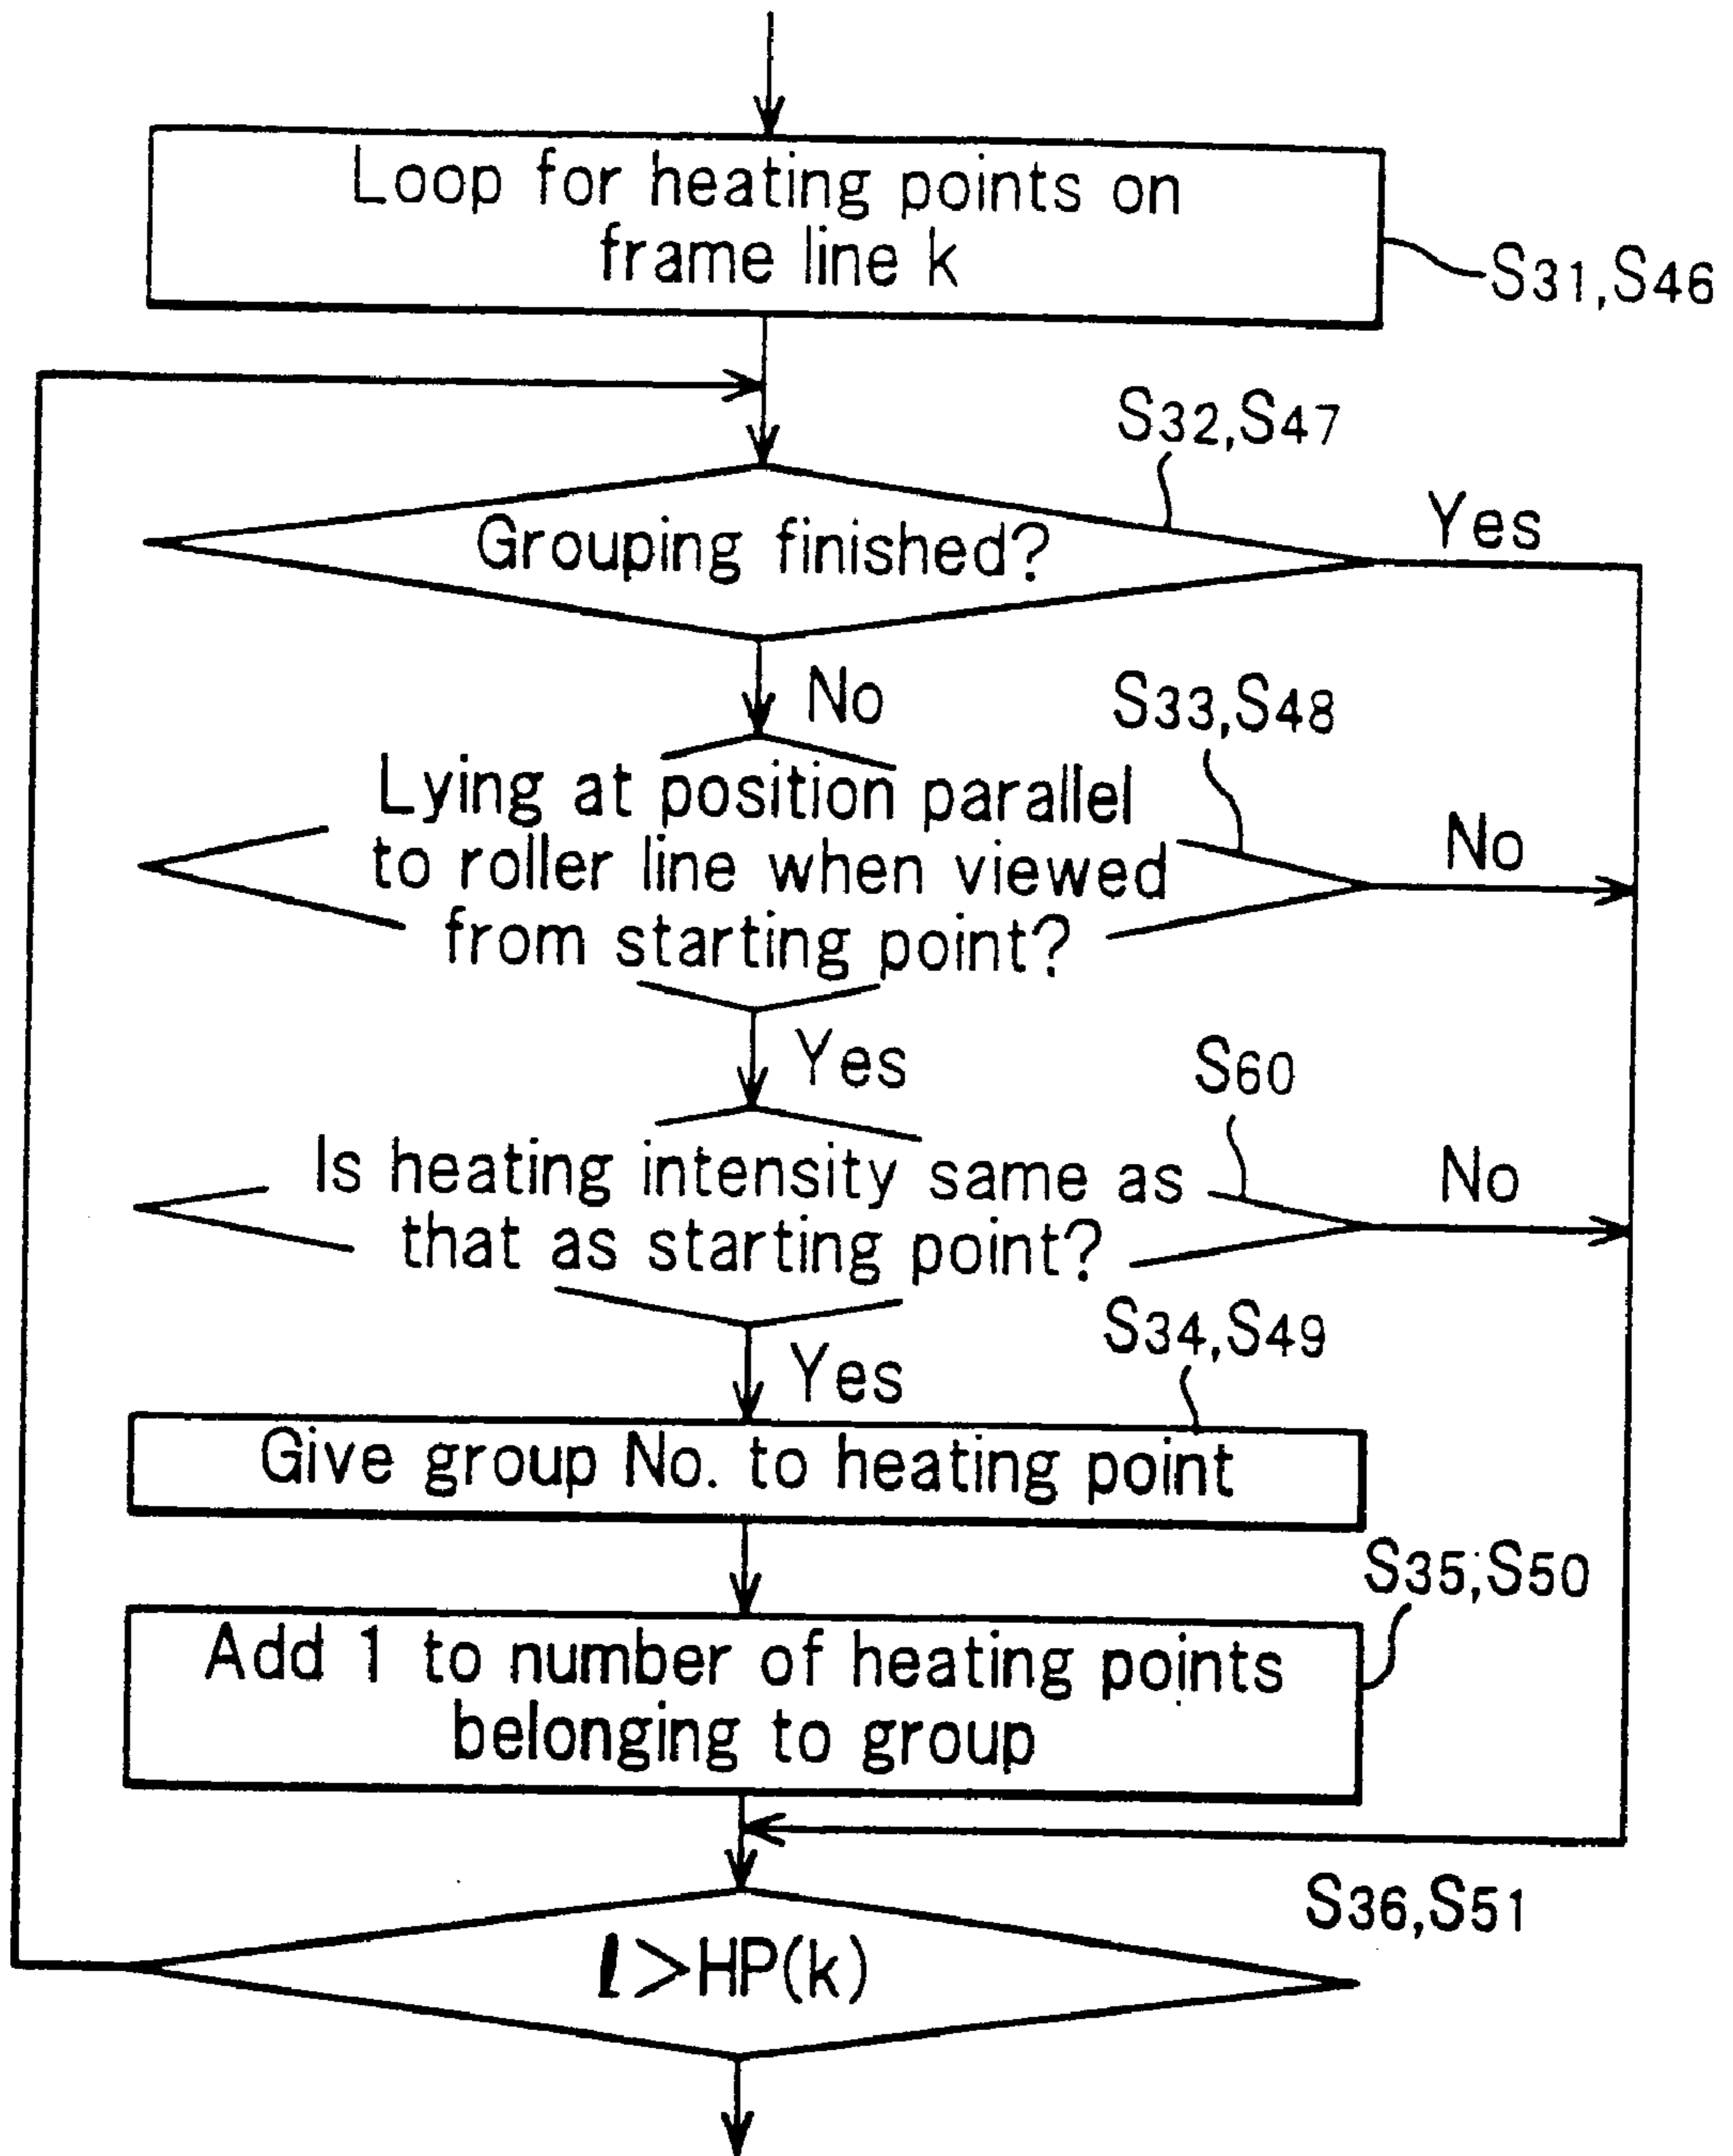 Loop for heating points on
frame line k
S31,S46
S32,S47
Grouping finished?
Yes
No
S33,S48
Lying at position parallel
to roller line when viewed
from starting point?
No
Yes
S60
Is heating intensity same as
that as starting point?
No
Yes
S34,S49
Give group No. to heating point
S35,S50
Add 1 to number of heating points
belonging to group
S36,S51
l>HP(k)